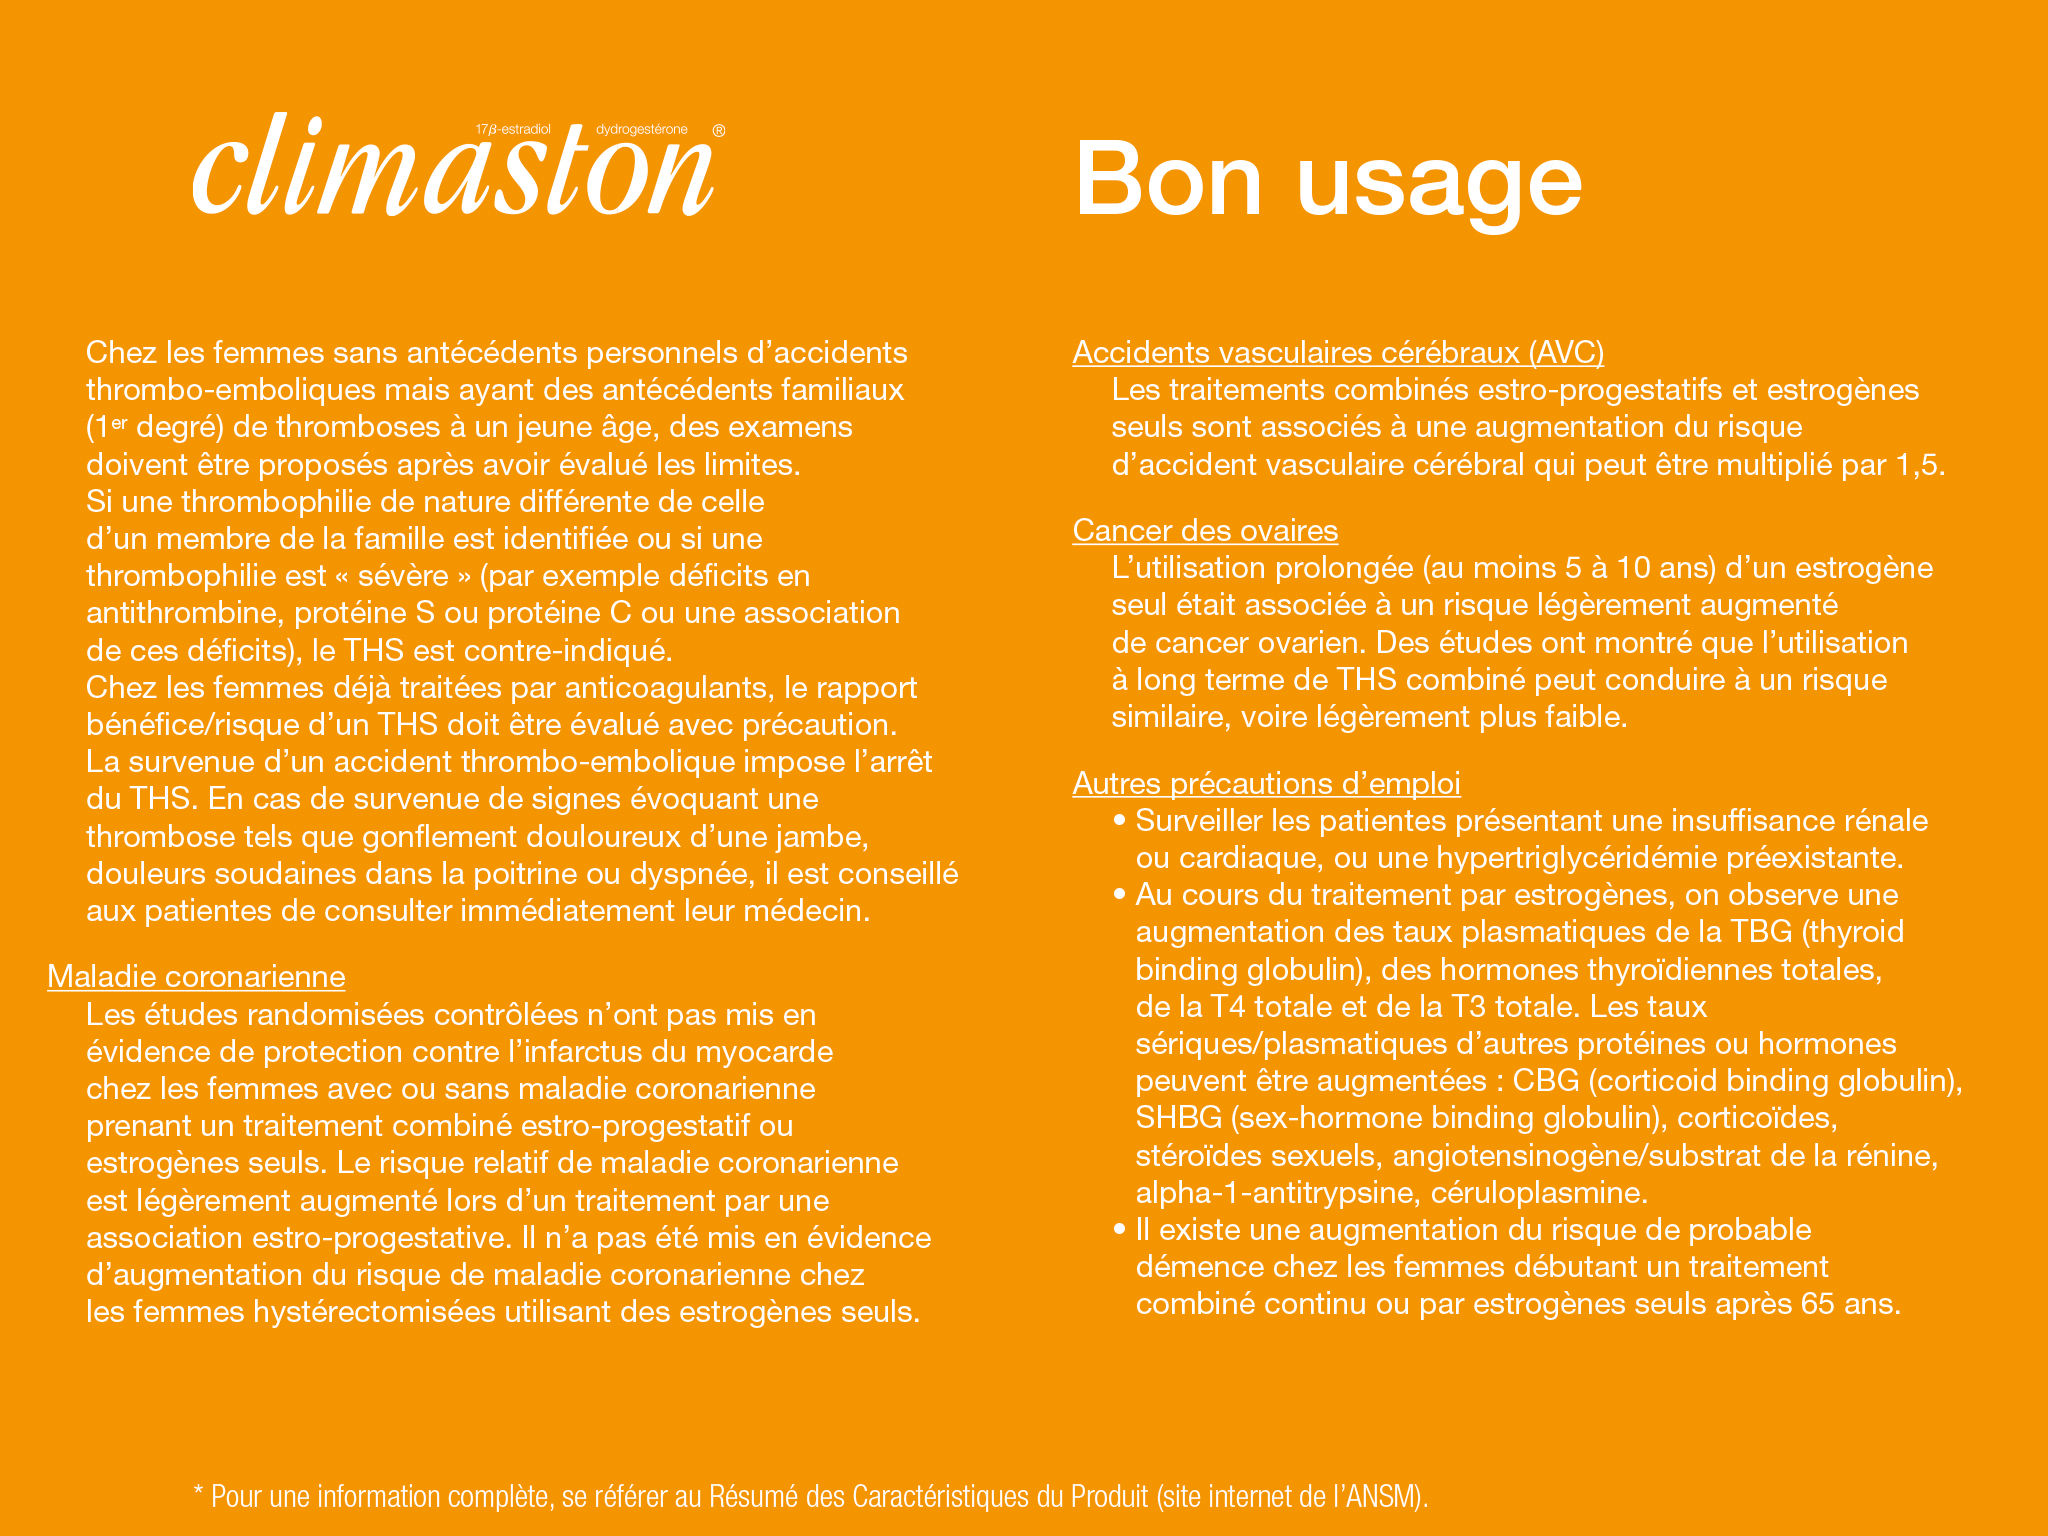 climaston®
17β-estradiol dydrogestérone
Bon usage
Chez les femmes sans antécédents personnels d’accidents
thrombo-emboliques mais ayant des antécédents familiaux
(1er degré) de thromboses à un jeune âge, des examens
doivent être proposés après avoir évalué les limites.
Si une thrombophilie de nature différente de celle
d’un membre de la famille est identifiée ou si une
thrombophilie est « sévère » (par exemple déficits en
antithrombine, protéine S ou protéine C ou une association
de ces déficits), le THS est contre-indiqué.
Chez les femmes déjà traitées par anticoagulants, le rapport
bénéfice/risque d’un THS doit être évalué avec précaution.
La survenue d’un accident thrombo-embolique impose l’arrêt
du THS. En cas de survenue de signes évoquant une
thrombose tels que gonflement douloureux d’une jambe,
douleurs soudaines dans la poitrine ou dyspnée, il est conseillé
aux patientes de consulter immédiatement leur médecin.
Maladie coronarienne
Les études randomisées contrôlées n’ont pas mis en
évidence de protection contre l’infarctus du myocarde
chez les femmes avec ou sans maladie coronarienne
prenant un traitement combiné estro-progestatif ou
estrogènes seuls. Le risque relatif de maladie coronarienne
est légèrement augmenté lors d’un traitement par une
association estro-progestative. Il n’a pas été mis en évidence
d’augmentation du risque de maladie coronarienne chez
les femmes hystérectomisées utilisant des estrogènes seuls.
Accidents vasculaires cérébraux (AVC)
Les traitements combinés estro-progestatifs et estrogènes
seuls sont associés à une augmentation du risque
d’accident vasculaire cérébral qui peut être multiplié par 1,5.
Cancer des ovaires
L’utilisation prolongée (au moins 5 à 10 ans) d’un estrogène
seul était associée à un risque légèrement augmenté
de cancer ovarien. Des études ont montré que l’utilisation
à long terme de THS combiné peut conduire à un risque
similaire, voire légèrement plus faible.
Autres précautions d’emploi
• Surveiller les patientes présentant une insuffisance rénale
ou cardiaque, ou une hypertriglycéridémie préexistante.
• Au cours du traitement par estrogènes, on observe une
augmentation des taux plasmatiques de la TBG (thyroid
binding globulin), des hormones thyroïdiennes totales,
de la T4 totale et de la T3 totale. Les taux
sériques/plasmatiques d’autres protéines ou hormones
peuvent être augmentées : CBG (corticoid binding globulin),
SHBG (sex-hormone binding globulin), corticoïdes,
stéroïdes sexuels, angiotensinogène/substrat de la rénine,
alpha-1-antitrypsine, céruloplasmine.
• Il existe une augmentation du risque de probable
démence chez les femmes débutant un traitement
combiné continu ou par estrogènes seuls après 65 ans.
* Pour une information complète, se référer au Résumé des Caractéristiques du Produit (site internet de l’ANSM).